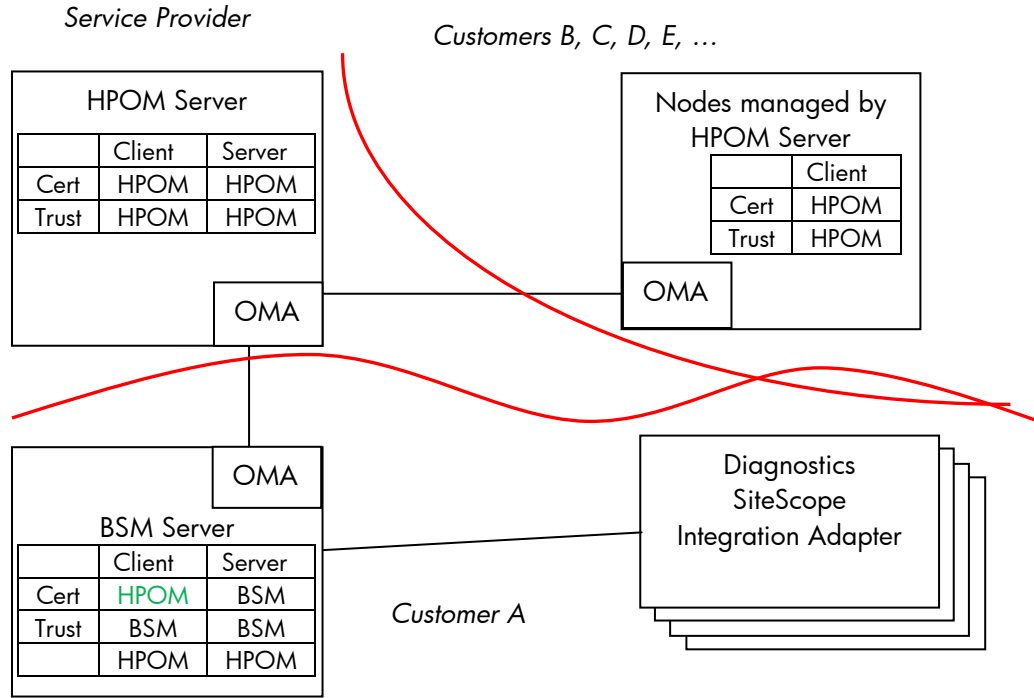 Service Provider
Customers B, C, D, E, …
HPOM Server
Client Server
Cert HPOM HPOM
Trust HPOM HPOM
OMA
Nodes managed by
HPOM Server
Client
Cert HPOM
Trust HPOM
OMA
OMA
BSM Server
Client Server
Cert HPOM BSM
Trust BSM BSM
HPOM HPOM
Customer A
Diagnostics
SiteScope
Integration Adapter